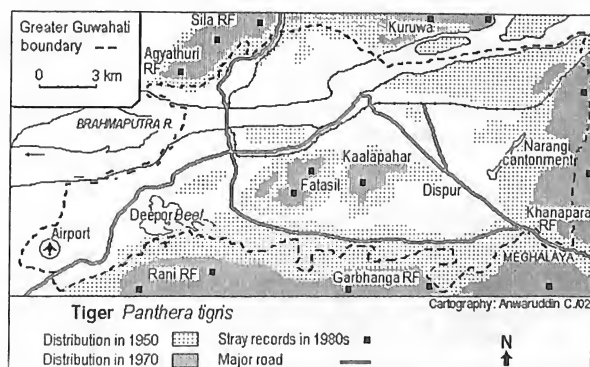 Greater Guwahati
boundary
0 3 km
Sila RF
Agyathuri
RF
Kuruwa
BRAHMAPUTRA R.
Narangi
cantonment
Kaalapahar
Fatasil
Dispur
Deepor Beel
Airport
Khanapara
RF
MEGHALAYA
Rani RF
Garbhanga RF
Cartography: Anwaruddin C./02
Tiger Panthera tigris
Distribution in 1950
Stray records in 1980s
Distribution in 1970
Major road
N